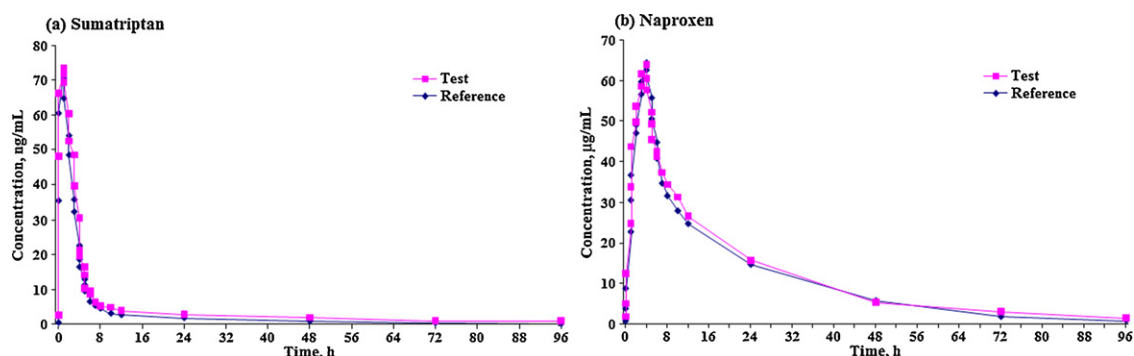 (a) Sumatriptan
80
70
60
50
40
30
20
10
0
Concentration, ng/mL
Test
Reference
0 8 16 24 32 40 48 56 64 72 80 88 96
Time, h
(b) Naproxen
70
60
50
40
30
20
10
0
Concentration, µg/mL
Test
Reference
0 8 16 24 32 40 48 56 64 72 80 88 96
Time, h